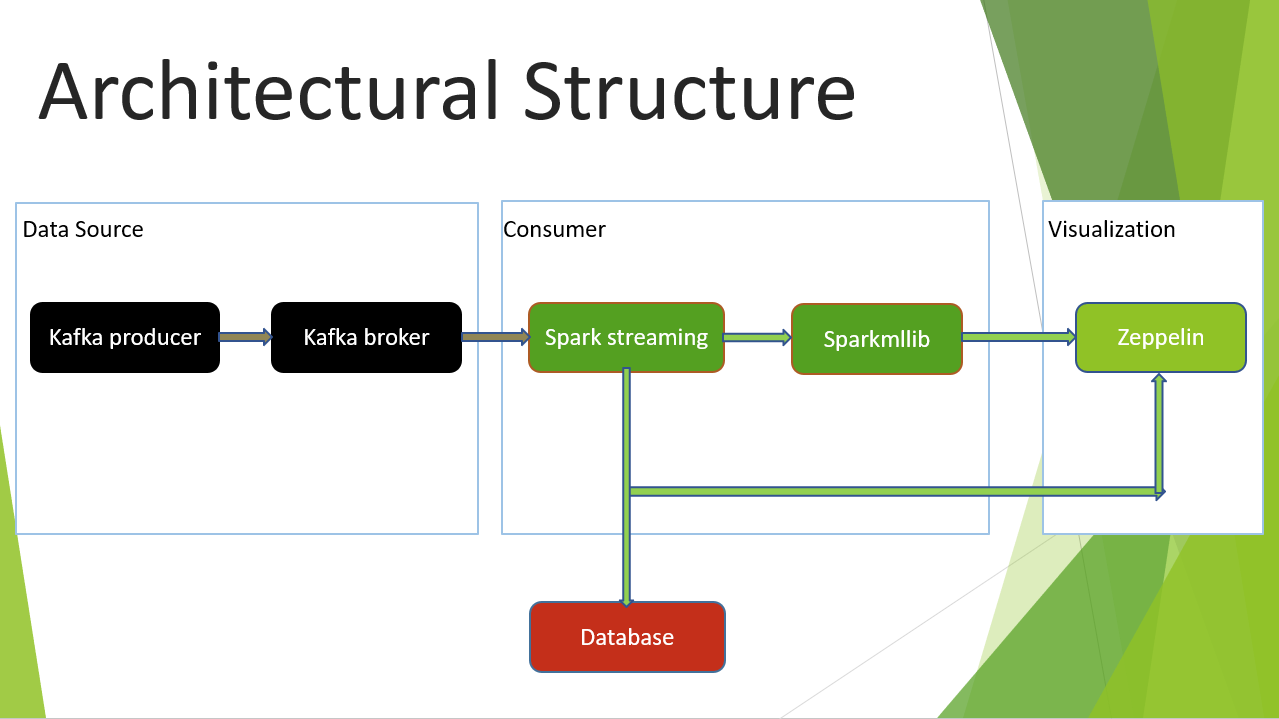 Architectural Structure
Data Source
Consumer
Visualization
Kafka producer
Kafka broker
Spark streaming
Sparkmllib
Zeppelin
Database